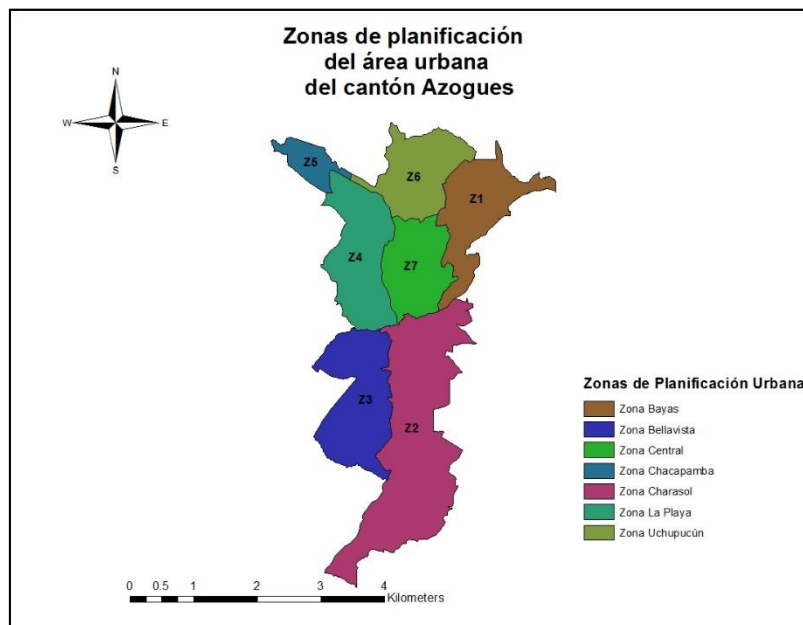 Zonas de planificación
del área urbana
del cantón Azogues
N
W E
S
Z5
Z6
Z1
Z4
Z7
Z3
Z2
Zonas de Planificación Urbana
Zona Bayas
Zona Bellavista
Zona Central
Zona Chacapamba
Zona Charasol
Zona La Playa
Zona Uchupucún
0 0.5 1 2 3 4
Kilometers